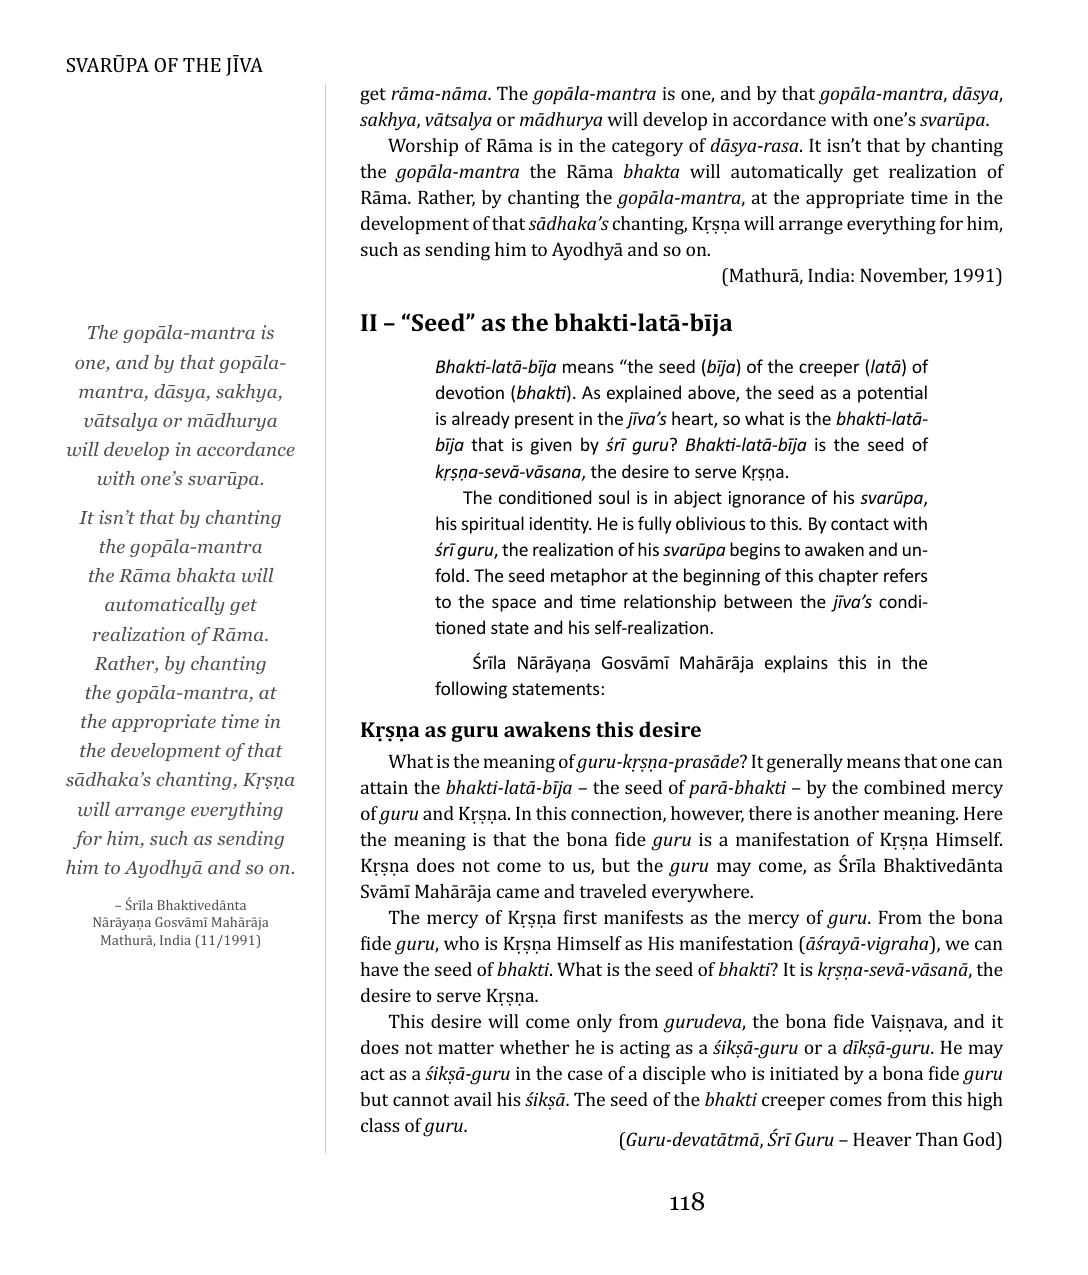 SVARŪPA OF THE JĪVA
get rāma-nāma. The gopāla-mantra is one, and by that gopāla-mantra, dāsya,
sakhya, vātsalya or mādhurya will develop in accordance with one’s svarūpa.
Worship of Rāma is in the category of dāsya-rasa. It isn’t that by chanting
the gopāla-mantra the Rāma bhakta will automatically get realization of
Rāma. Rather, by chanting the gopāla-mantra, at the appropriate time in the
development of that sādhaka’s chanting, Kṛṣṇa will arrange everything for him,
such as sending him to Ayodhyā and so on.
(Mathurā, India: November, 1991)
II – “Seed” as the bhakti-latā-bīja
Bhakti-latā-bīja means “the seed (bīja) of the creeper (latā) of
devotion (bhakti). As explained above, the seed as a potential
is already present in the jīva’s heart, so what is the bhakti-latā-
bīja that is given by śrī guru? Bhakti-latā-bīja is the seed of
kṛṣṇa-sevā-vāsana, the desire to serve Kṛṣṇa.
The conditioned soul is in abject ignorance of his svarūpa,
his spiritual identity. He is fully oblivious to this. By contact with
śrī guru, the realization of his svarūpa begins to awaken and un-
fold. The seed metaphor at the beginning of this chapter refers
to the space and time relationship between the jīva’s condi-
tioned state and his self-realization.
Śrīla Nārāyaṇa Gosvāmī Mahārāja explains this in the
following statements:
Kṛṣṇa as guru awakens this desire
What is the meaning of guru-kṛṣṇa-prasāde? It generally means that one can
attain the bhakti-latā-bīja – the seed of parā-bhakti – by the combined mercy
of guru and Kṛṣṇa. In this connection, however, there is another meaning. Here
the meaning is that the bona fide guru is a manifestation of Kṛṣṇa Himself.
Kṛṣṇa does not come to us, but the guru may come, as Śrīla Bhaktivedānta
Svāmī Mahārāja came and traveled everywhere.
The mercy of Kṛṣṇa first manifests as the mercy of guru. From the bona
fide guru, who is Kṛṣṇa Himself as His manifestation (āśrayā-vigraha), we can
have the seed of bhakti. What is the seed of bhakti? It is kṛṣṇa-sevā-vāsanā, the
desire to serve Kṛṣṇa.
This desire will come only from gurudeva, the bona fide Vaiṣṇava, and it
does not matter whether he is acting as a śikṣā-guru or a dīkṣā-guru. He may
act as a śikṣā-guru in the case of a disciple who is initiated by a bona fide guru
but cannot avail his śikṣā. The seed of the bhakti creeper comes from this high
class of guru.
(Guru-devatātmā, Śrī Guru – Heaver Than God)
The gopāla-mantra is
one, and by that gopāla-
mantra, dāsya, sakhya,
vātsalya or mādhurya
will develop in accordance
with one’s svarūpa.
It isn’t that by chanting
the gopāla-mantra
the Rāma bhakta will
automatically get
realization of Rāma.
Rather, by chanting
the gopāla-mantra, at
the appropriate time in
the development of that
sādhaka’s chanting, Kṛṣṇa
will arrange everything
for him, such as sending
him to Ayodhyā and so on.
– Śrīla Bhaktivedānta
Nārāyaṇa Gosvāmī Mahārāja
Mathurā, India (11/1991)
118